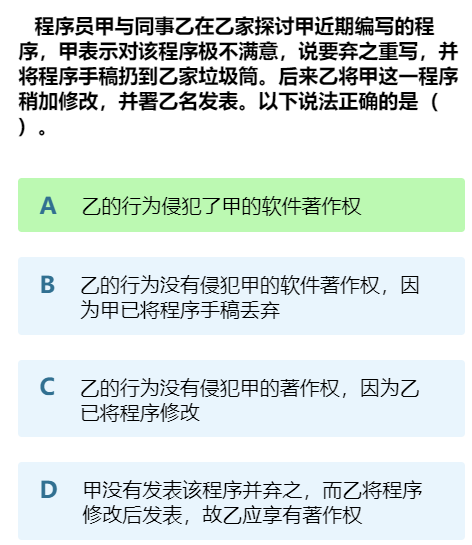 程序员甲与同事乙在乙家探讨甲近期编写的程
序，甲表示对该程序极不满意，说要弃之重写，并
将程序手稿扔到乙家垃圾筒。后来乙将甲这一程序
稍加修改，并署乙名发表。以下说法正确的是（
）。
A 乙的行为侵犯了甲的软件著作权
B 乙的行为没有侵犯甲的软件著作权，因
为甲已将程序手稿丢弃
C 乙的行为没有侵犯甲的著作权，因为乙
已将程序修改
D 甲没有发表该程序并弃之，而乙将程序
修改后发表，故乙应享有著作权